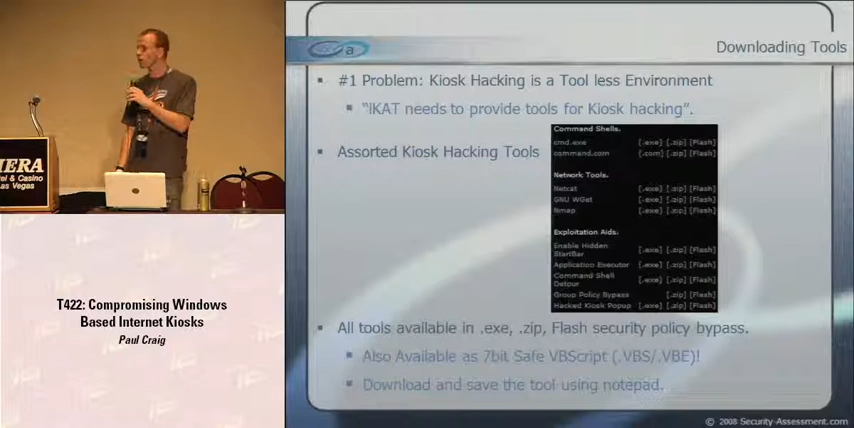 IERA
el & Casino
as Vegas
T422: Compromising Windows
Based Internet Kiosks
Paul Craig
a
Downloading Tools
#1 Problem: Kiosk Hacking is a Tool less Environment
"iKAT needs to provide tools for Kiosk hacking".
Assorted Kiosk Hacking Tools
Command Shells.
cmd.exe [.exe] [.zip] [Flash]
command.com [.com] [.zip] [Flash]
Network Tools.
Netcat [.exe] [.zip] [Flash]
GNU WGet [.exe] [.zip] [Flash]
Nmap [.exe] [.zip] [Flash]
Exploitation Aids.
Enable Hidden
StartBar [.exe] [.zip] [Flash]
Application Executor [.exe] [.zip] [Flash]
Command Shell
Detour [.exe] [.zip] [Flash]
Group Policy Bypass [.zip] [Flash]
Hacked Kiosk Popup [.exe] [.zip] [Flash]
All tools available in .exe, .zip, Flash security policy bypass.
Also Available as 7bit Safe VBScript (.VBS/.VBE)!
Download and save the tool using notepad.
© 2008 Security-Assessment.com